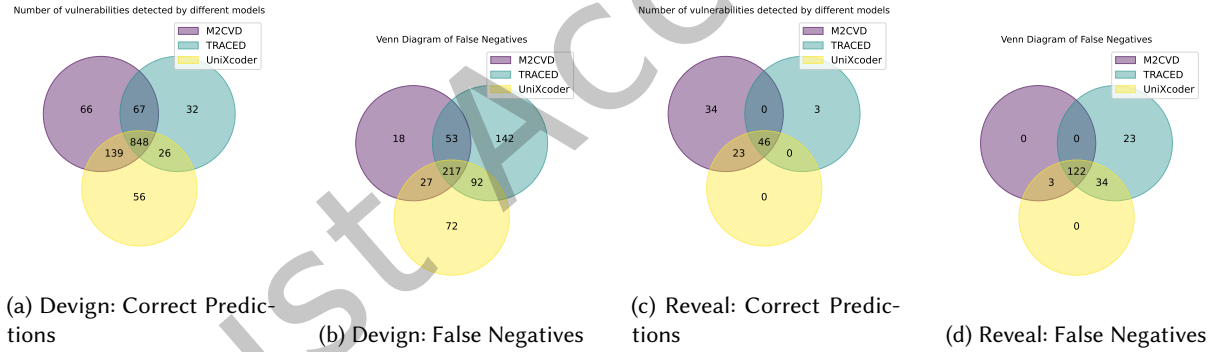 Number of vulnerabilities detected by different models
M2CVD
TRACED
UniXcoder
66
67
32
848
139
26
56
(a) Devign: Correct Predic-
tions
Venn Diagram of False Negatives
M2CVD
TRACED
UniXcoder
18
53
142
217
27
92
72
(b) Devign: False Negatives
Number of vulnerabilities detected by different models
M2CVD
TRACED
UniXcoder
34
0
3
46
23
0
0
(c) Reveal: Correct Predic-
tions
Venn Diagram of False Negatives
M2CVD
TRACED
UniXcoder
0
0
23
122
3
34
0
(d) Reveal: False Negatives
ust Acc